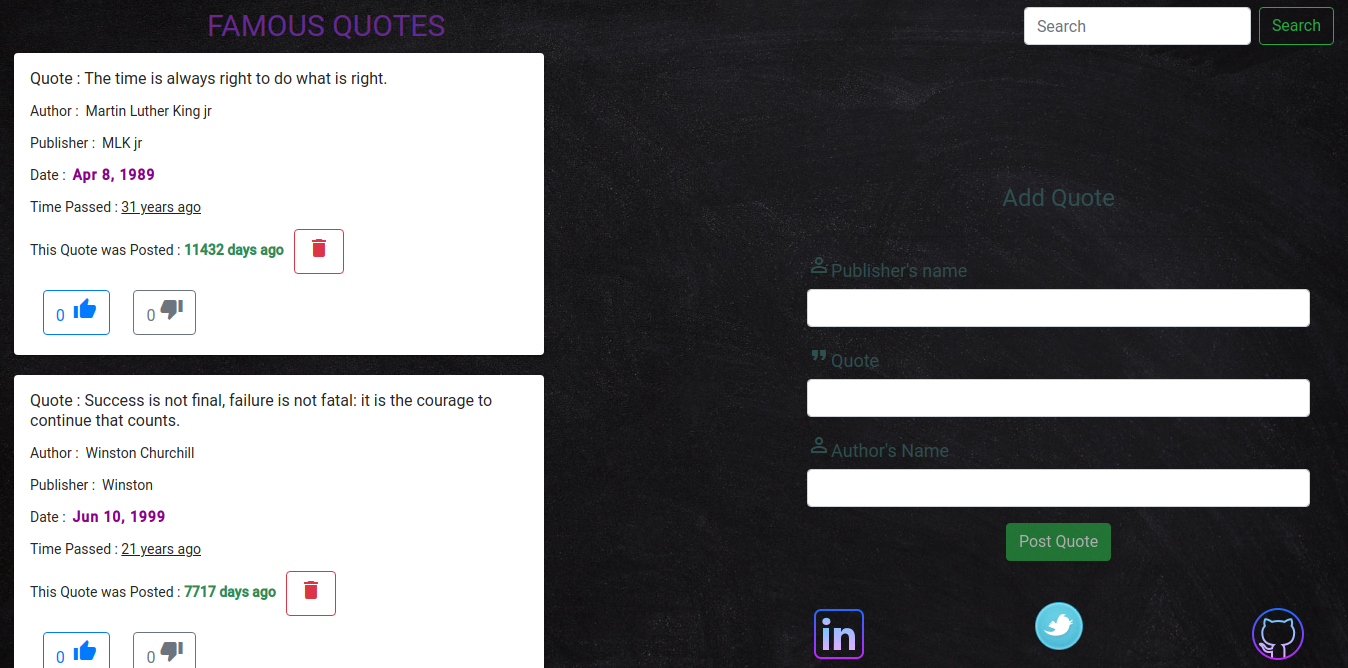 FAMOUS QUOTES
Search
Search
Quote : The time is always right to do what is right.
Author : Martin Luther King jr
Publisher : MLK jr
Date : Apr 8, 1989
Time Passed : 31 years ago
This Quote was Posted : 11432 days ago
0
0
Quote : Success is not final, failure is not fatal: it is the courage to
continue that counts.
Author : Winston Churchill
Publisher : Winston
Date : Jun 10, 1999
Time Passed : 21 years ago
This Quote was Posted : 7717 days ago
0
0
Add Quote
Publisher's name
Quote
Author's Name
Post Quote
in